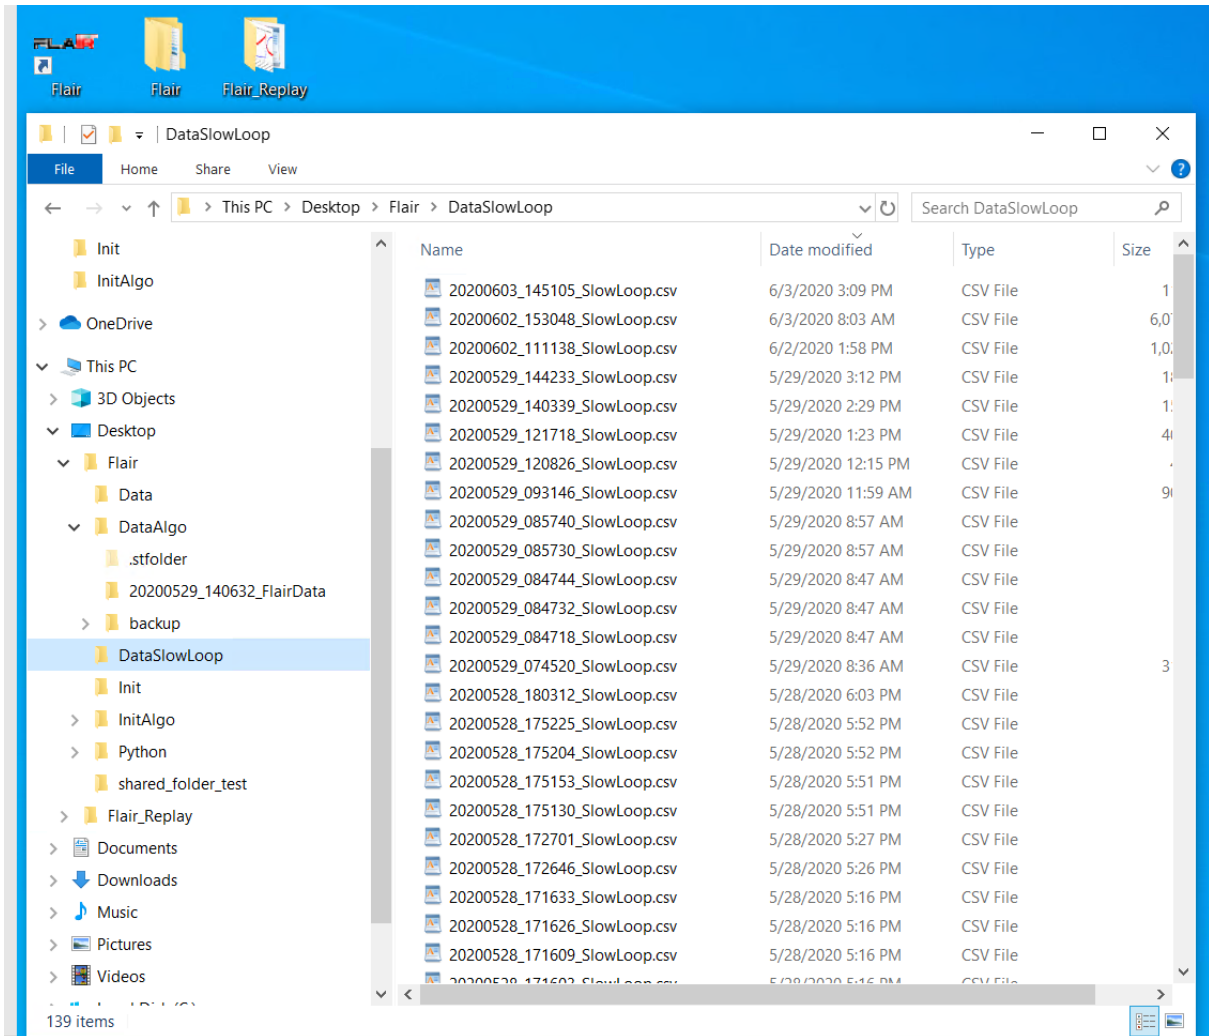 FLAIR
Flair Flair Flair_Replay
DataSlowLoop
File Home Share View
This PC > Desktop > Flair > DataSlowLoop
Search DataSlowLoop
Init
InitAlgo
OneDrive
This PC
3D Objects
Desktop
Flair
Data
DataAlgo
.stfolder
20200529_140632_FlairData
backup
DataSlowLoop
Init
InitAlgo
Python
shared_folder_test
Flair_Replay
Documents
Downloads
Music
Pictures
Videos
Name Date modified Type Size
20200603_145105_SlowLoop.csv 6/3/2020 3:09 PM CSV File
20200602_153048_SlowLoop.csv 6/3/2020 8:03 AM CSV File
20200602_111138_SlowLoop.csv 6/2/2020 1:58 PM CSV File
20200529_144233_SlowLoop.csv 5/29/2020 3:12 PM CSV File
20200529_140339_SlowLoop.csv 5/29/2020 2:29 PM CSV File
20200529_121718_SlowLoop.csv 5/29/2020 1:23 PM CSV File
20200529_120826_SlowLoop.csv 5/29/2020 12:15 PM CSV File
20200529_093146_SlowLoop.csv 5/29/2020 11:59 AM CSV File
20200529_085740_SlowLoop.csv 5/29/2020 8:57 AM CSV File
20200529_085730_SlowLoop.csv 5/29/2020 8:57 AM CSV File
20200529_084744_SlowLoop.csv 5/29/2020 8:47 AM CSV File
20200529_084732_SlowLoop.csv 5/29/2020 8:47 AM CSV File
20200529_084718_SlowLoop.csv 5/29/2020 8:47 AM CSV File
20200529_074520_SlowLoop.csv 5/29/2020 8:36 AM CSV File
20200528_180312_SlowLoop.csv 5/28/2020 6:03 PM CSV File
20200528_175225_SlowLoop.csv 5/28/2020 5:52 PM CSV File
20200528_175204_SlowLoop.csv 5/28/2020 5:52 PM CSV File
20200528_175153_SlowLoop.csv 5/28/2020 5:51 PM CSV File
20200528_175130_SlowLoop.csv 5/28/2020 5:51 PM CSV File
20200528_172701_SlowLoop.csv 5/28/2020 5:27 PM CSV File
20200528_172646_SlowLoop.csv 5/28/2020 5:26 PM CSV File
20200528_171633_SlowLoop.csv 5/28/2020 5:16 PM CSV File
20200528_171626_SlowLoop.csv 5/28/2020 5:16 PM CSV File
20200528_171609_SlowLoop.csv 5/28/2020 5:16 PM CSV File
139 items